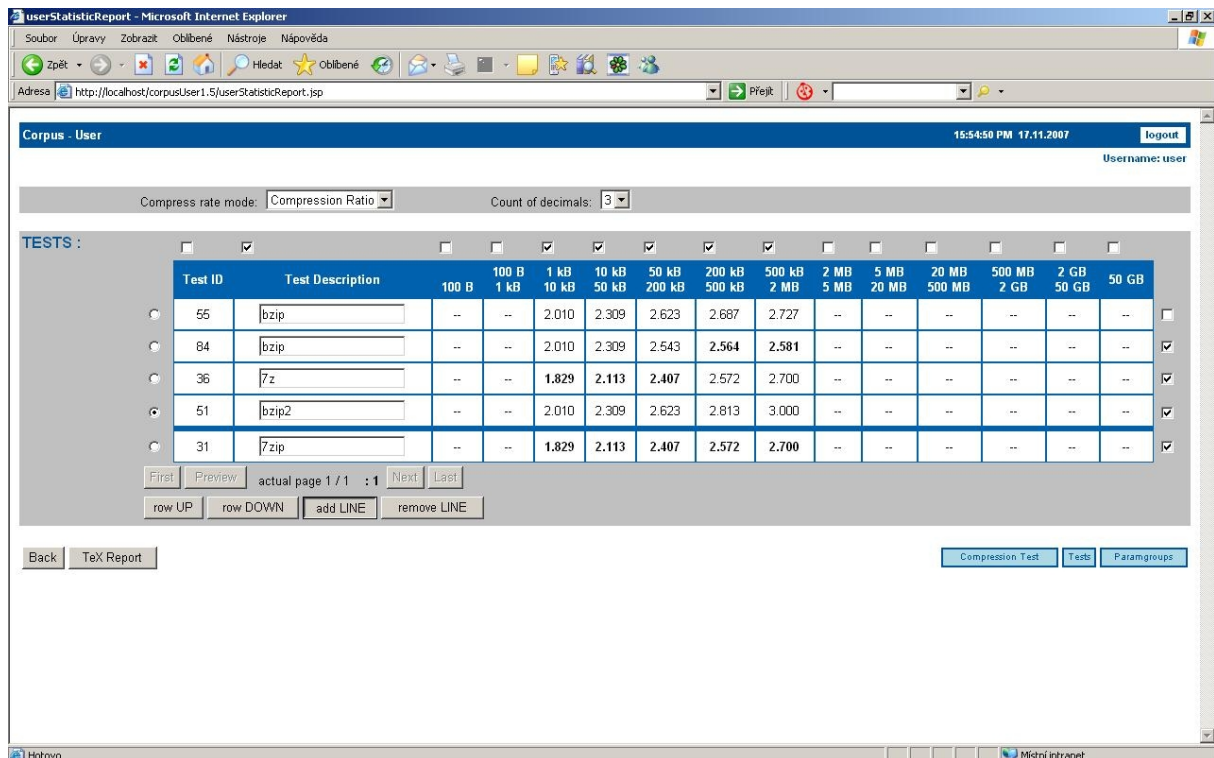 userStatisticReport - Microsoft Internet Explorer
Soubor Úpravy Zobrazit Oblíbené Nástroje Nápověda
Zpět Hledat Oblíbené
Adresa http://localhost/corpusUser1.5/userStatisticReport.jsp Přejít
Corpus - User 15:54:50 PM 17.11.2007 logout
Username: user
Compress rate mode: Compression Ratio Count of decimals: 3
TESTS :
Test ID Test Description 100 B 100 B 1 kB 1 kB 10 kB 10 kB 50 kB 50 kB 200 kB 200 kB 500 kB 500 kB 2 MB 2 MB 5 MB 5 MB 20 MB 20 MB 500 MB 500 MB 2 GB 2 GB 50 GB 50 GB
55 bzip -- -- 2.010 2.309 2.623 2.687 2.727 -- -- -- -- -- --
84 bzip -- -- 2.010 2.309 2.543 2.564 2.581 -- -- -- -- -- --
36 7z -- -- 1.829 2.113 2.407 2.572 2.700 -- -- -- -- -- --
51 bzip2 -- -- 2.010 2.309 2.623 2.813 3.000 -- -- -- -- -- --
31 7zip -- -- 1.829 2.113 2.407 2.572 2.700 -- -- -- -- -- --
First Preview actual page 1 / 1 : 1 Next Last
row UP row DOWN add LINE remove LINE
Back TeX Report Compression Test Tests Paramgroups
Hotovo Místní intranet